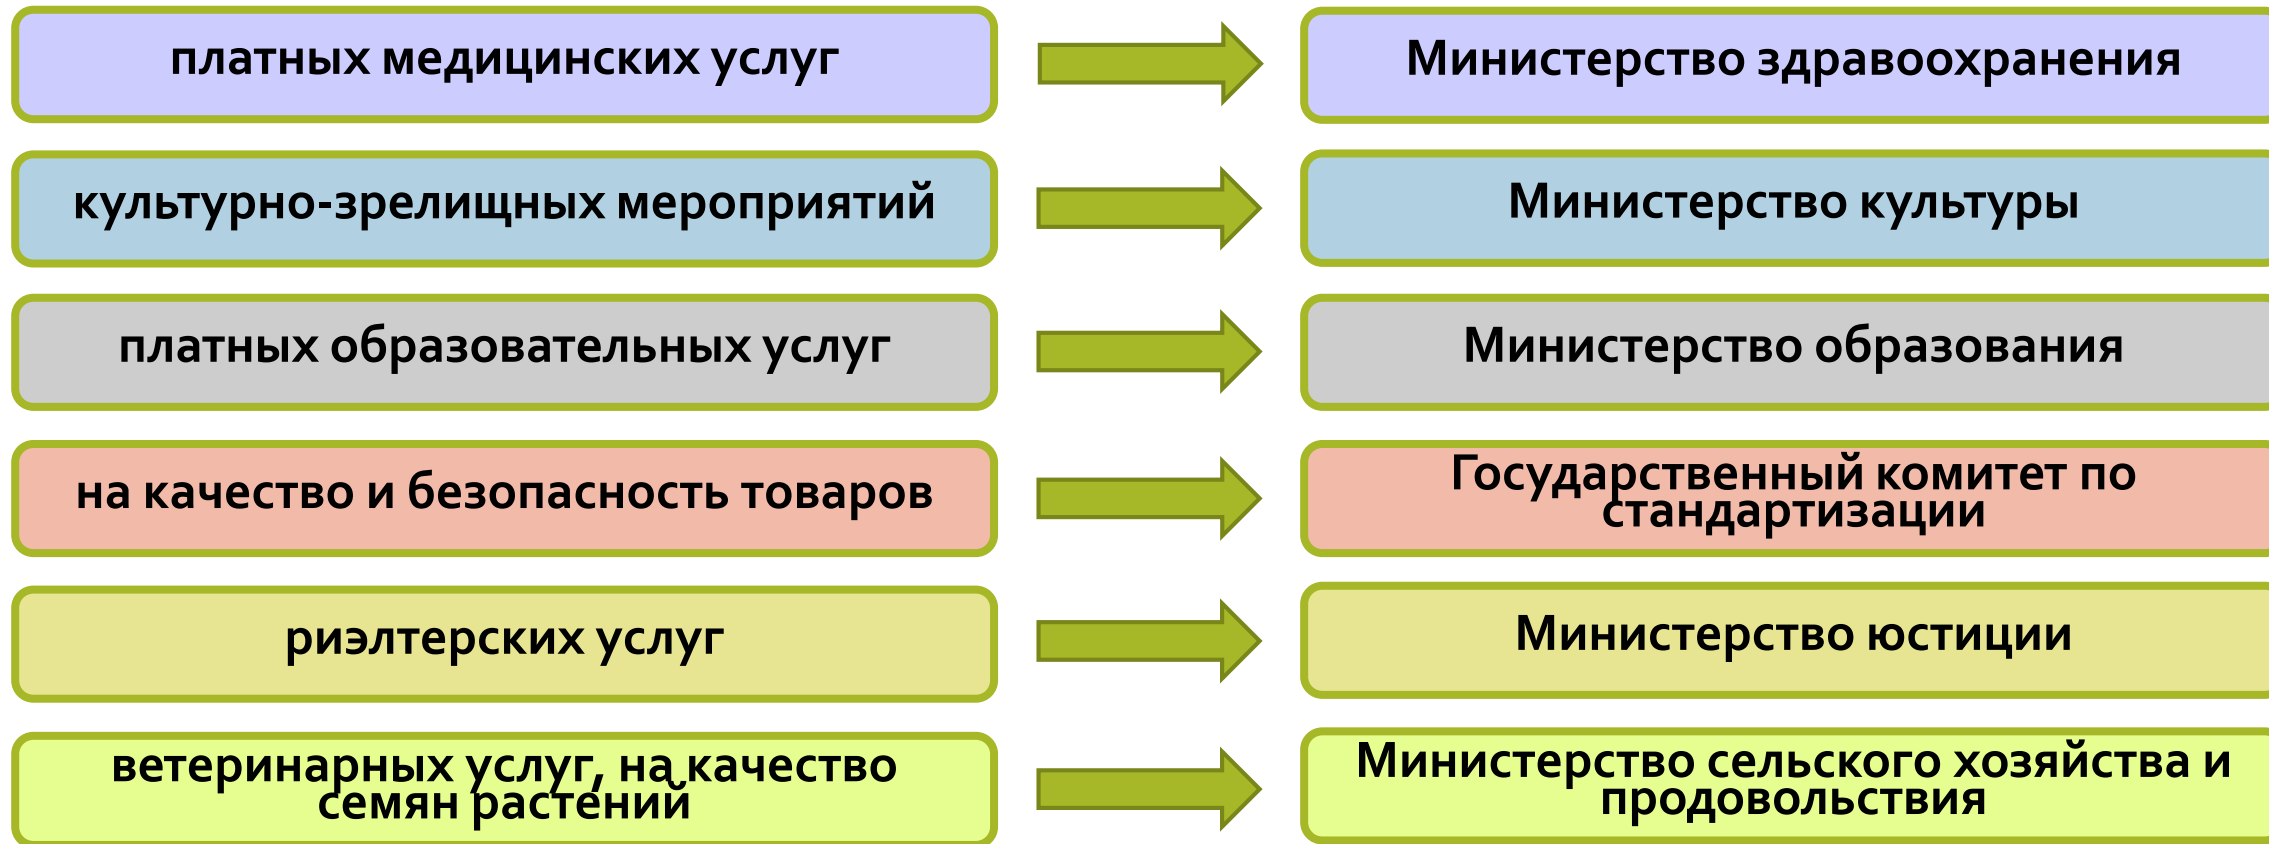 платных медицинских услуг
Министерство здравоохранения
культурно-зрелищных мероприятий
Министерство культуры
платных образовательных услуг
Министерство образования
на качество и безопасность товаров
Государственный комитет по
стандартизации
риэлтерских услуг
Министерство юстиции
ветеринарных услуг, на качество
семян растений
Министерство сельского хозяйства и
продовольствия